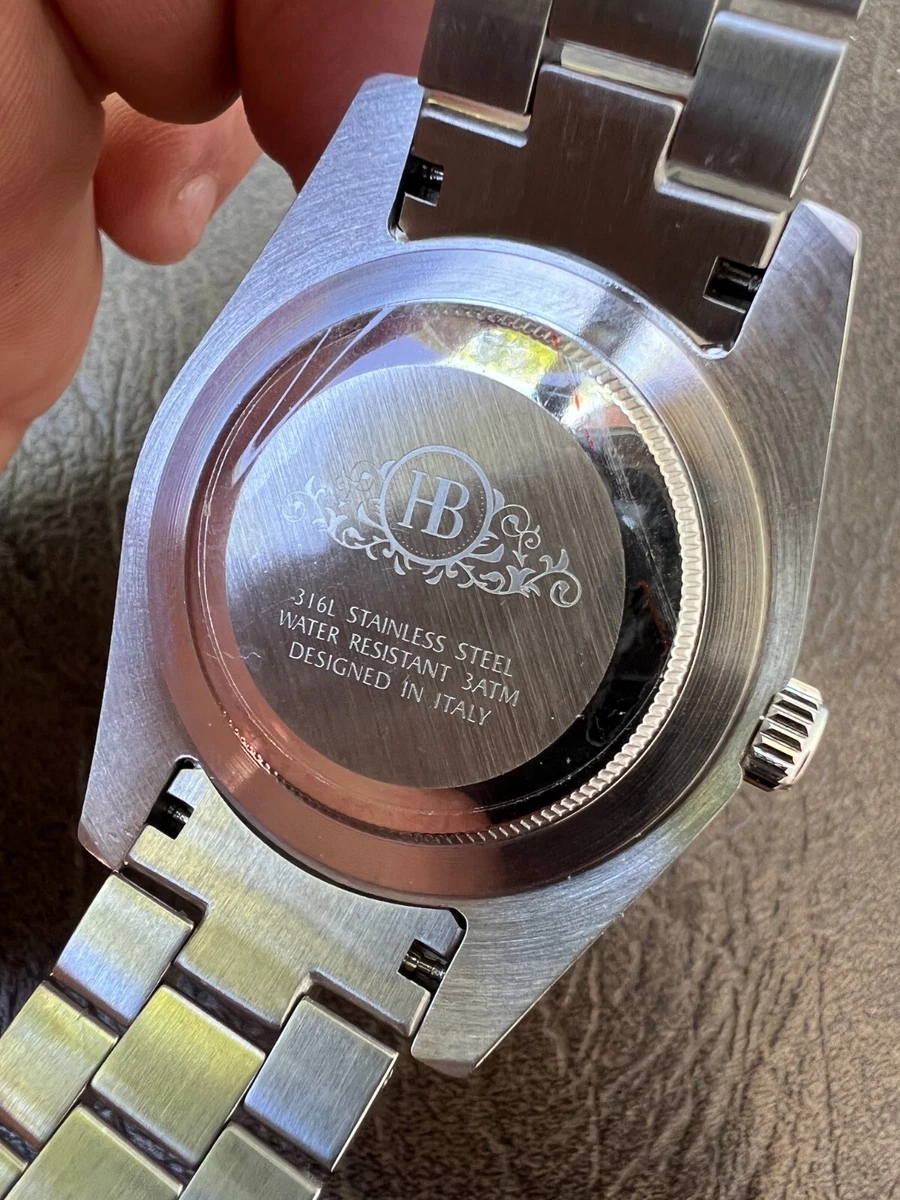 HB
316L STAINLESS STEEL
WATER RESISTANT 3ATM
DESIGNED IN ITALY